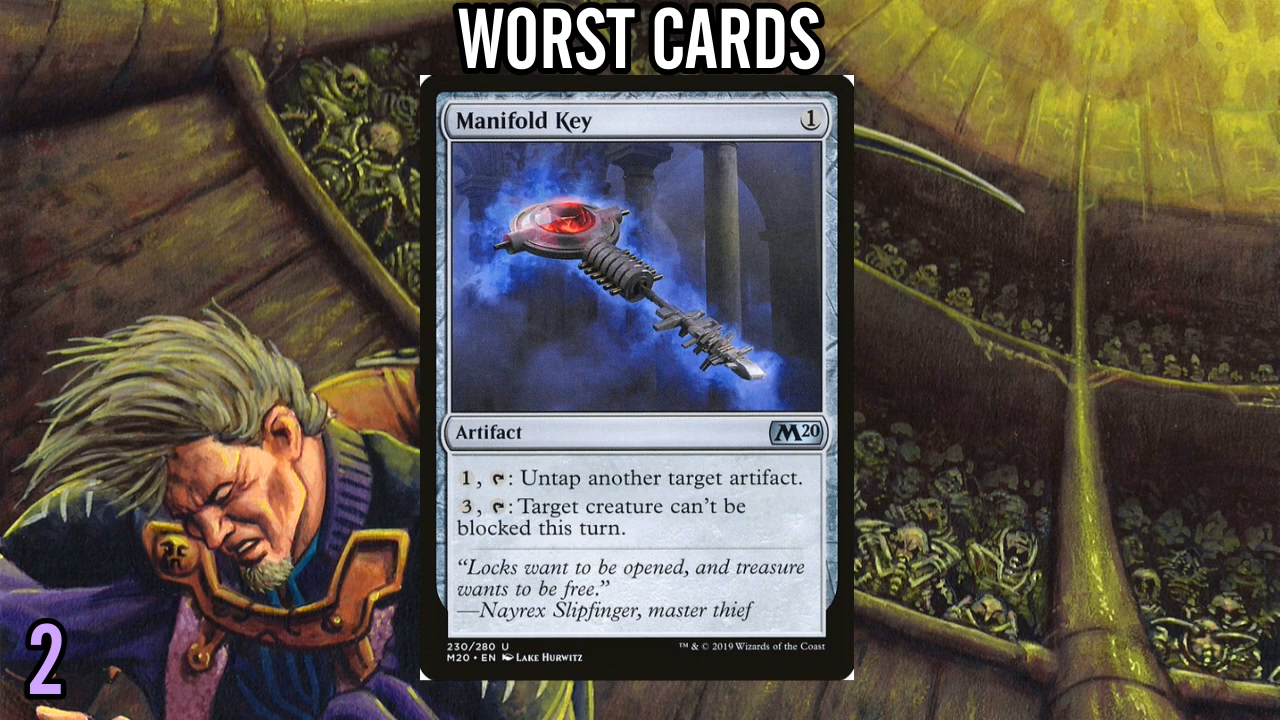 WORST CARDS
Manifold Key 1
Artifact M20
1, : Untap another target artifact.
3, : Target creature can't be
blocked this turn.
“Locks want to be opened, and treasure
wants to be free.”
—Nayrex Slipfinger, master thief
230/280 U ™ & © 2019 Wizards of the Coast
M20 • EN LAKE HURWITZ
2